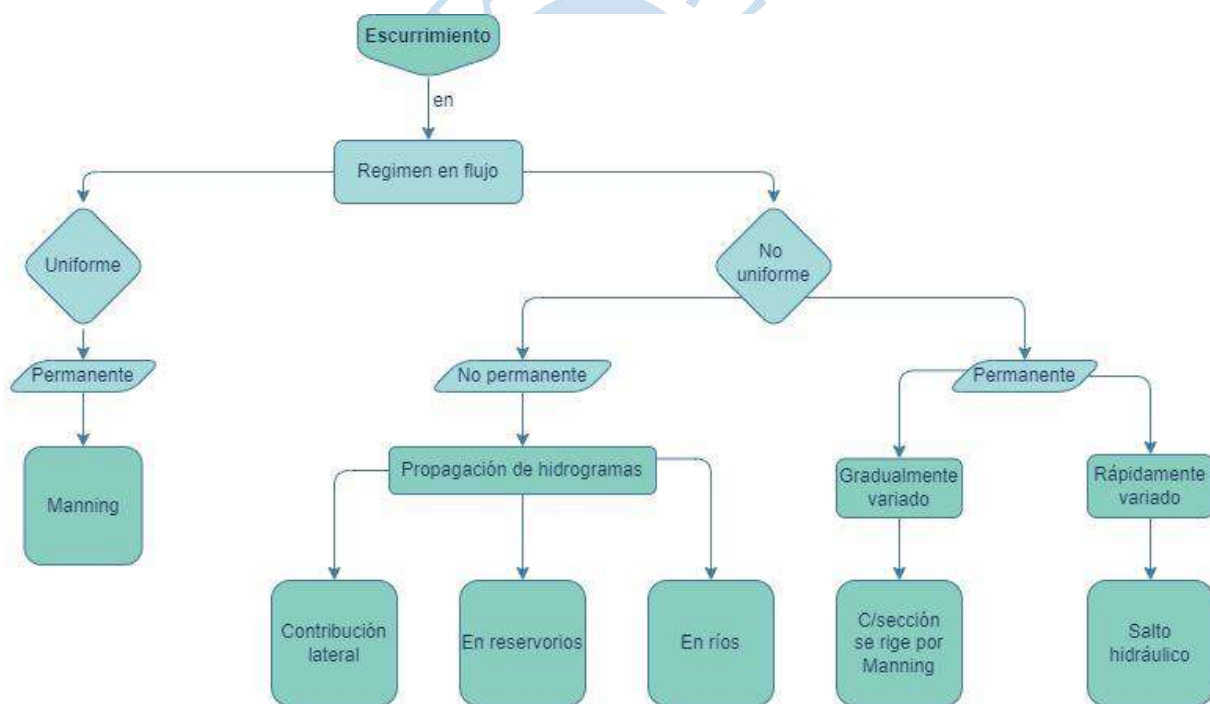 Escurrimiento
en
Regimen en flujo
Uniforme
No
uniforme
Permanente
No permanente
Permanente
Manning
Propagación de hidrogramas
Gradualmente
variado
Rápidamente
variado
Contribución
lateral
En reservorios
En ríos
C/sección
se rige por
Manning
Salto
hidráulico